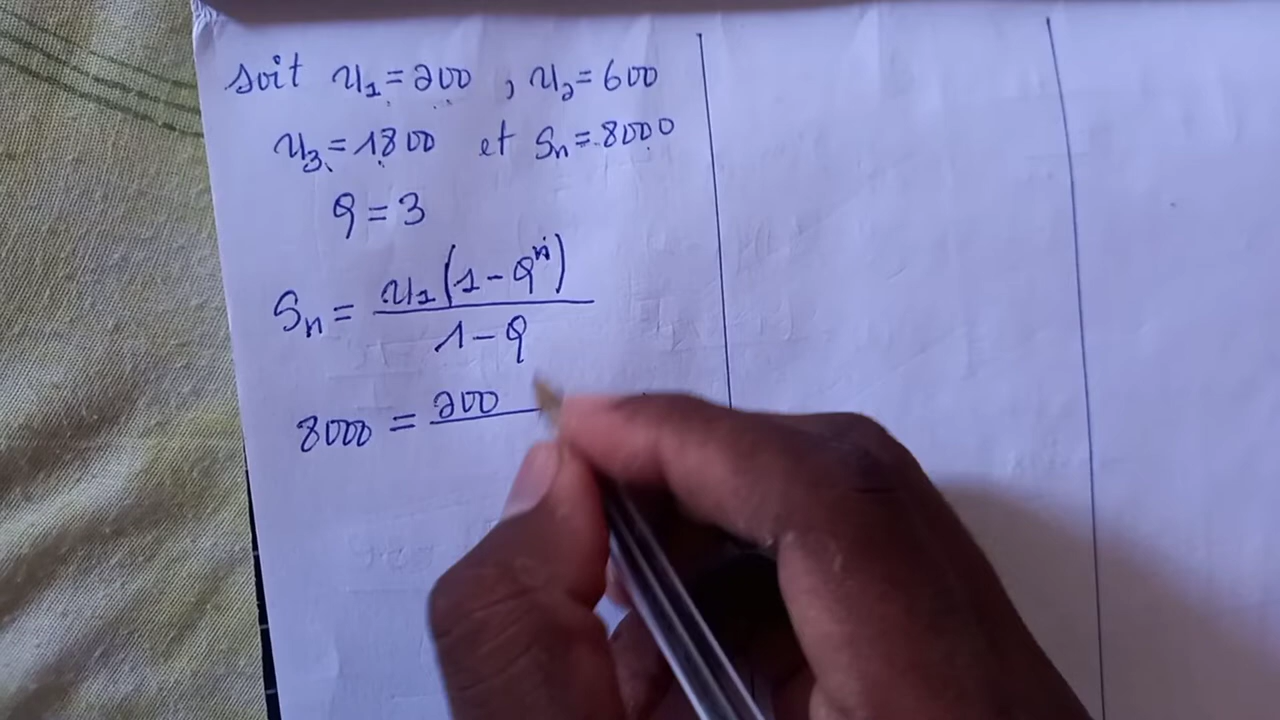 soit u₁ = 200 , u₂ = 600
u₃ = 1800 et Sₙ = 8000
q = 3
Sₙ = u₁(1 - qⁿ) / 1 - q
8000 = 200